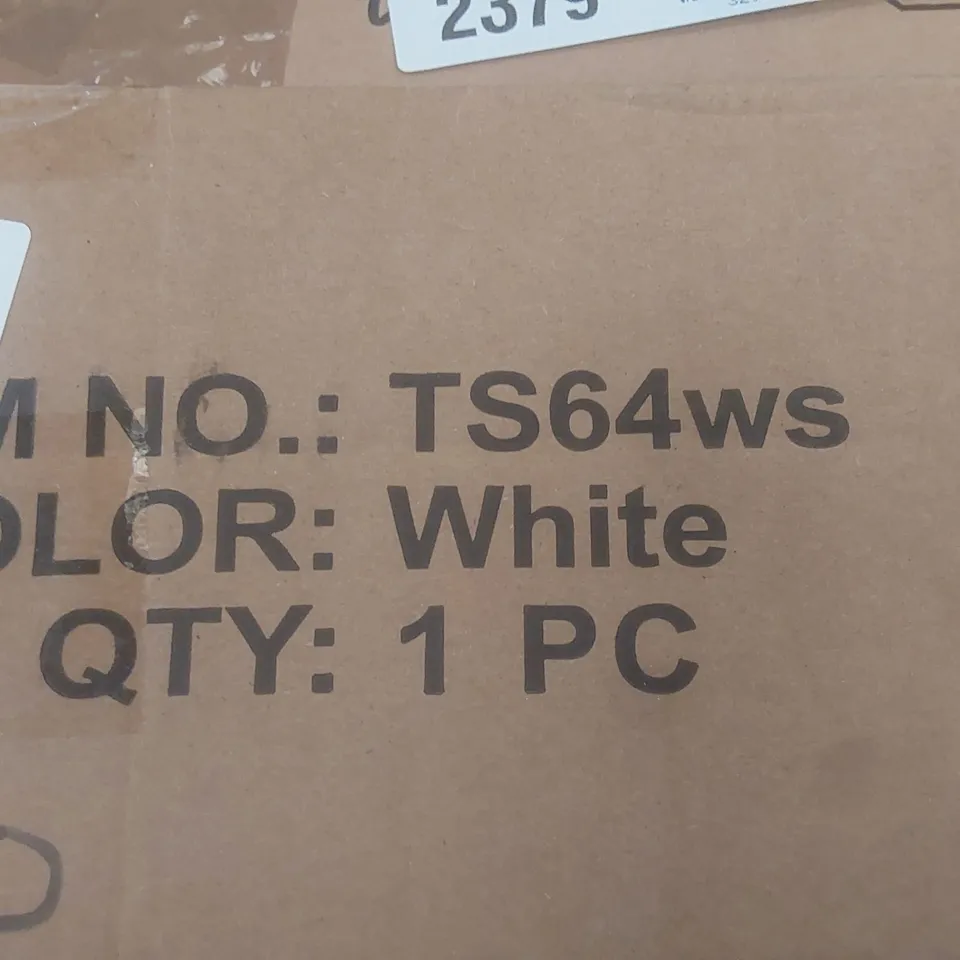 2379
M NO.: TS64ws
OLOR: White
QTY: 1 PC